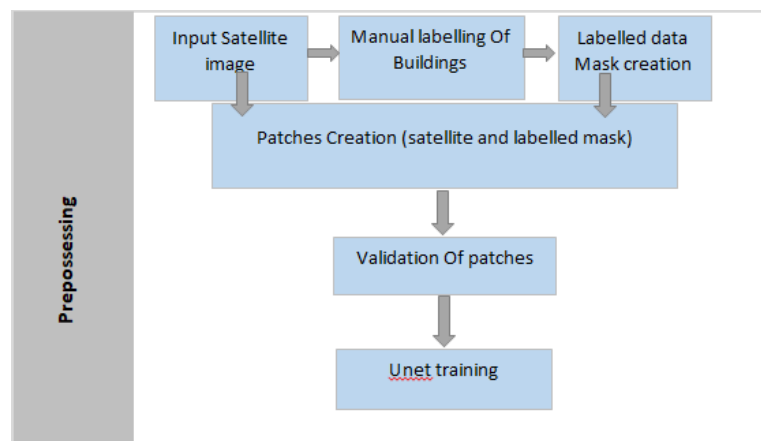 Input Satellite
image
Manual labelling Of
Buildings
Labelled data
Mask creation
Patches Creation (satellite and labelled mask)
Prepossessing
Validation Of patches
Unet training